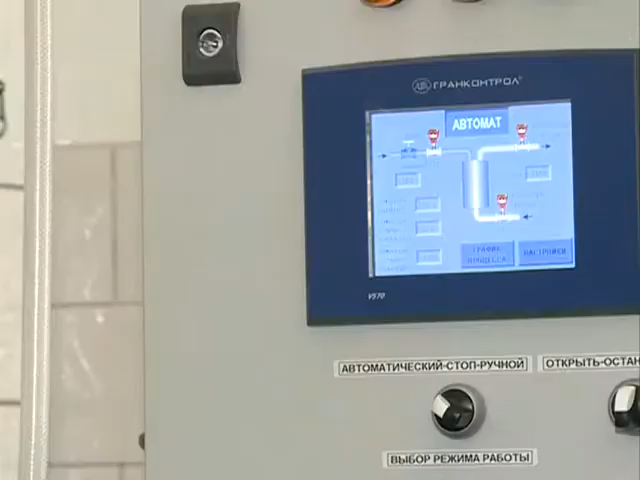 ГРАНКОНТРОЛ
АВТОМАТ
ГРАФИК
ПРОЦЕССА
НАСТРОЙКИ
V570
АВТОМАТИЧЕСКИЙ-СТОП-РУЧНОЙ
ОТКРЫТЬ-ОСТАН
ВЫБОР РЕЖИМА РАБОТЫ